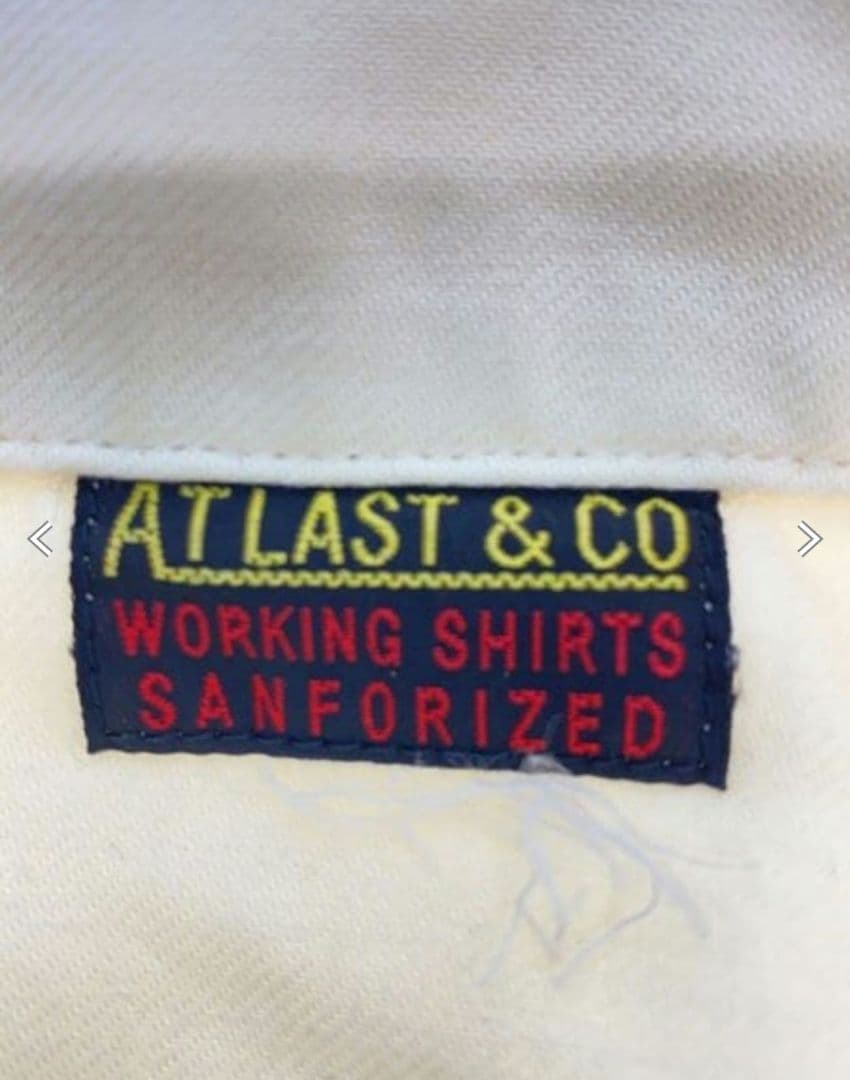 ATLAST & CO
WORKING SHIRTS
SANFORIZED